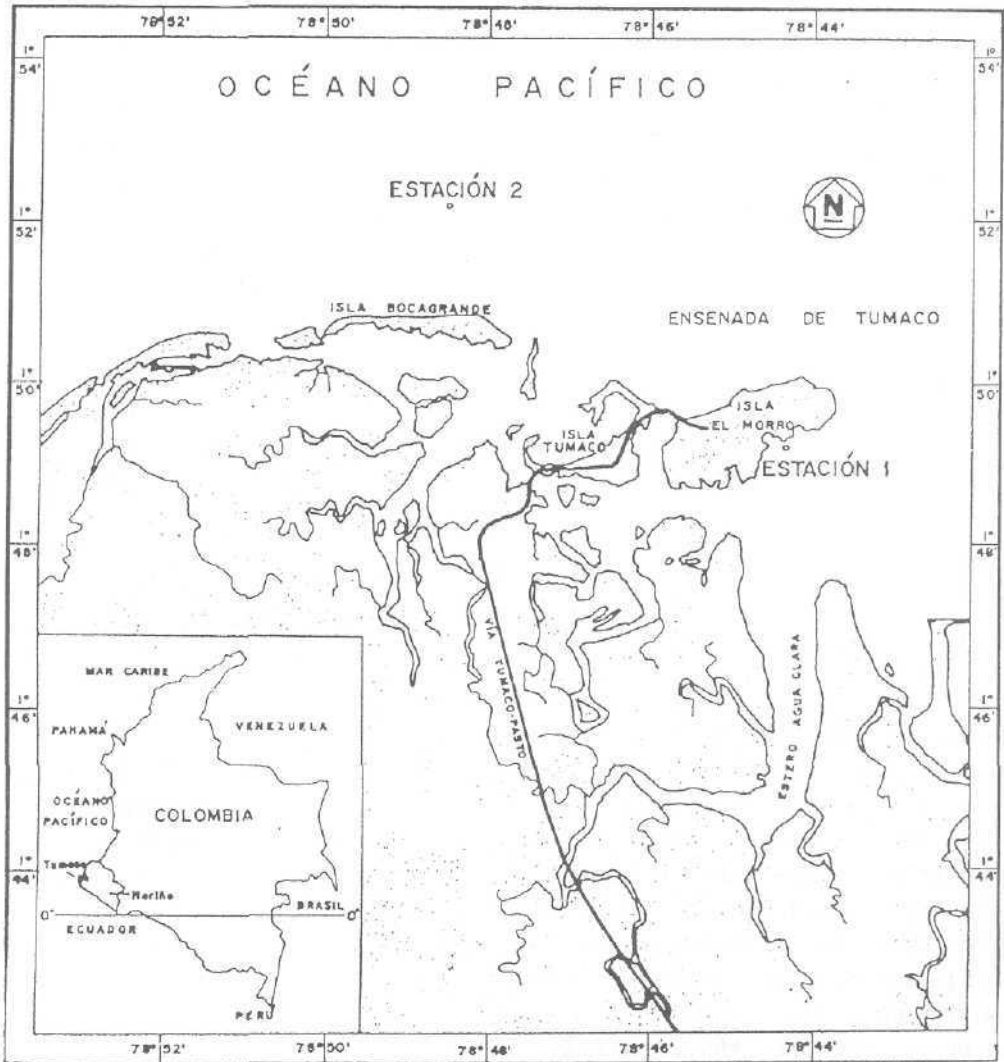 78°52' 78°50' 78°48' 78°46' 78°44'
1° 54' 1° 54'
OCÉANO PACÍFICO
ESTACIÓN 2
N
1° 52' 1° 52'
ISLA BOCAGRANDE
ENSENADA DE TUMACO
1° 50' 1° 50'
ISLA EL MORRO
ISLA TUMACO
ESTACIÓN 1
1° 48' 1° 48'
VÍA TUMACO-PASTO
ESTERO AGUA CLARA
1° 46' 1° 46'
MAR CARIBE
PANAMÁ
VENEZUELA
OCÉANO PACÍFICO
COLOMBIA
1° 44' 1° 44'
Tumaco
Nariño
0° 0°
BRASIL
ECUADOR
PERÚ
78°52' 78°50' 78°48' 78°46' 78°44'